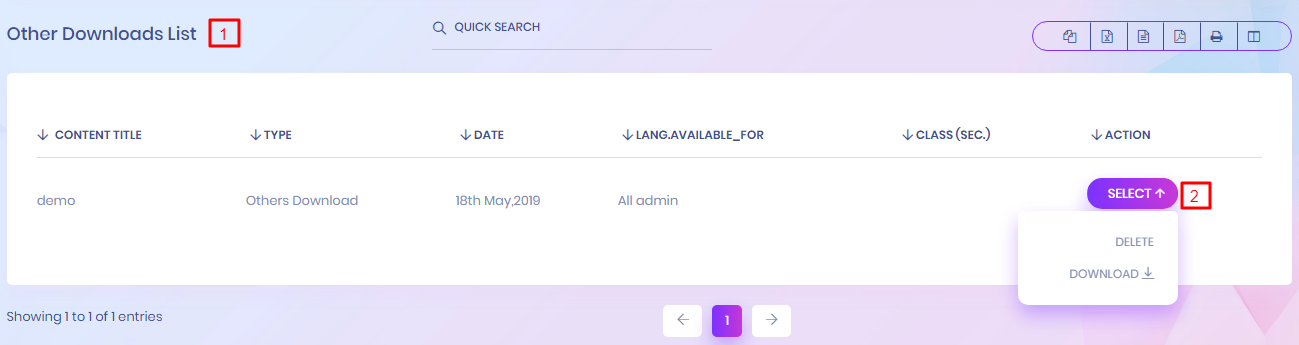 Other Downloads List 1 QUICK SEARCH
CONTENT TITLE TYPE DATE LANG.AVAILABLE_FOR CLASS (SEC.) ACTION
demo Others Download 18th May,2019 All admin SELECT 2
DELETE
DOWNLOAD
Showing 1 to 1 of 1 entries 1